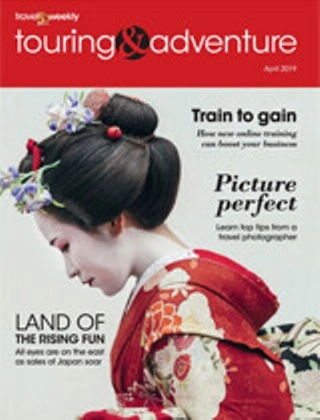 travel weekly
touring & adventure
April 2019
Train to gain
How new online training
can boost your business
Picture
perfect
Learn top tips from a
travel photographer
LAND OF
THE RISING FUN
All eyes are on the east
as sales of Japan soar